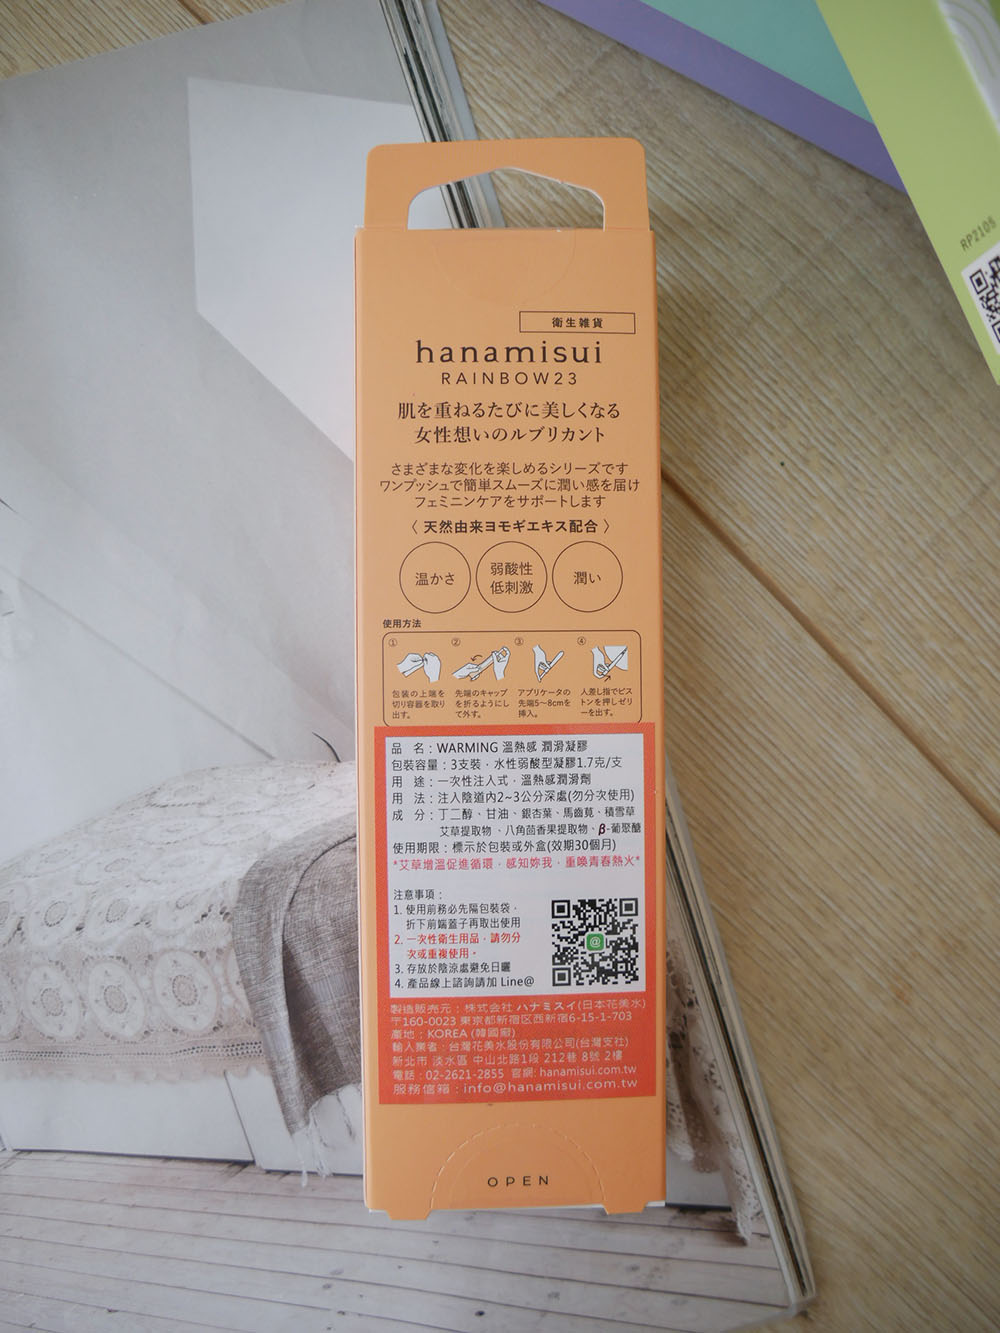 RP2105
衛生雑貨
hanamisui
RAINBOW23
肌を重ねるたびに美しくなる
女性想いのルブリカント
さまざまな変化を楽しめるシリーズです
ワンプッシュで簡単スムーズに潤い感を届け
フェミニンケアをサポートします
〈 天然由来ヨモギエキス配合 〉
温かさ
弱酸性
低刺激
潤い
使用方法
①
包装の上端を
切り容器を取り
出す。
②
先端のキャップ
を折るようにし
て外す。
③
アプリケータの
先端5〜8cmを
挿入。
④
人差し指でピス
トンを押しゼリ
ーを出す。
品 名：WARMING 溫熱感 潤滑凝膠
包裝容量：3支裝，水性弱酸型凝膠1.7克/支
用 途：一次性注入式，溫熱感潤滑劑
用 法：注入陰道內2~3公分深處(勿分次使用)
成 分：丁二醇、甘油、銀杏葉、馬齒莧、積雪草
艾草提取物、八角茴香果提取物、β-葡聚醣
使用期限：標示於包裝或外盒(效期30個月)
*艾草增溫促進循環，感知妳我，重喚青春熱火*
注意事項：
1. 使用前務必先隔包裝袋，
折下前端蓋子再取出使用
2. 一次性衛生用品，請勿分
次或重複使用。
3. 存放於陰涼處避免日曬
4. 產品線上諮詢請加 Line@
@
製造販売元：株式会社 ハナミスイ(日本花美水)
〒160-0023 東京都新宿区西新宿6-15-1-703
產地：KOREA (韓國廠)
輸入業者：台灣花美水股份有限公司(台灣支社)
新北市 淡水區 中山北路1段 212巷 8號 2樓
電話：02-2621-2855 官網: hanamisui.com.tw
服務信箱：info@hanamisui.com.tw
OPEN